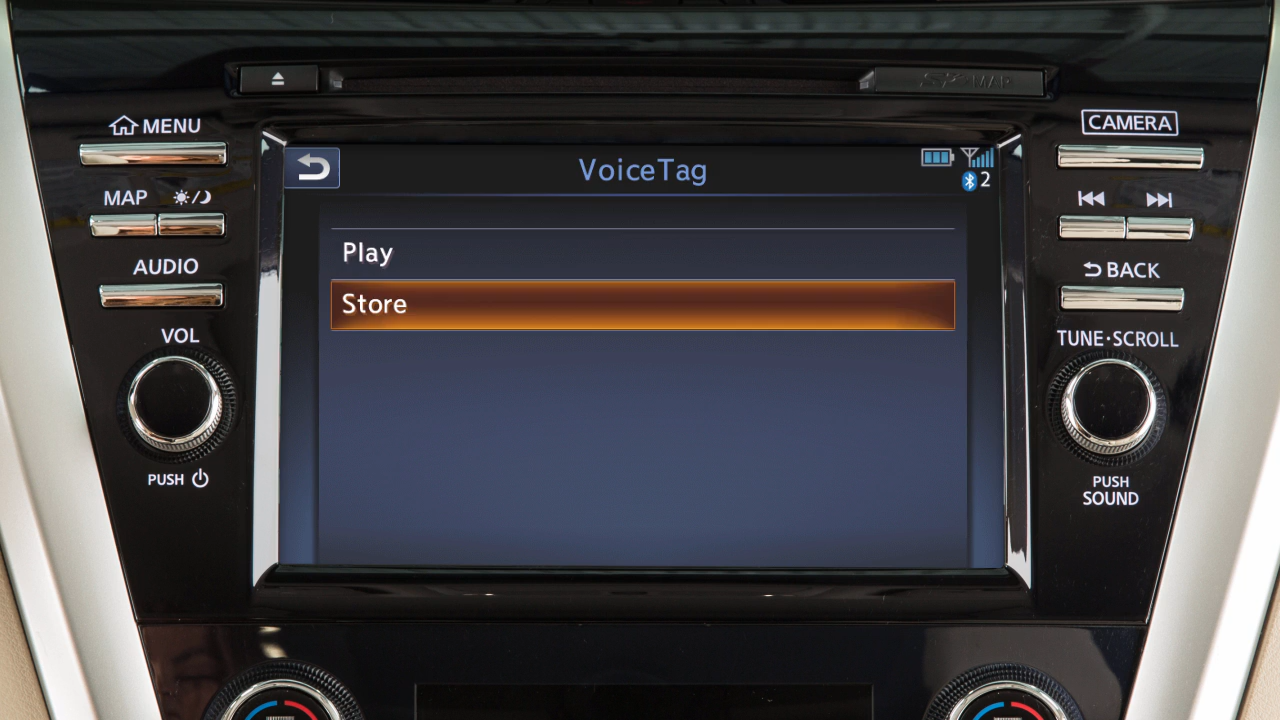 MENU
MAP
AUDIO
VOL
PUSH
VoiceTag
2
Play
Store
CAMERA
BACK
TUNE·SCROLL
PUSH
SOUND